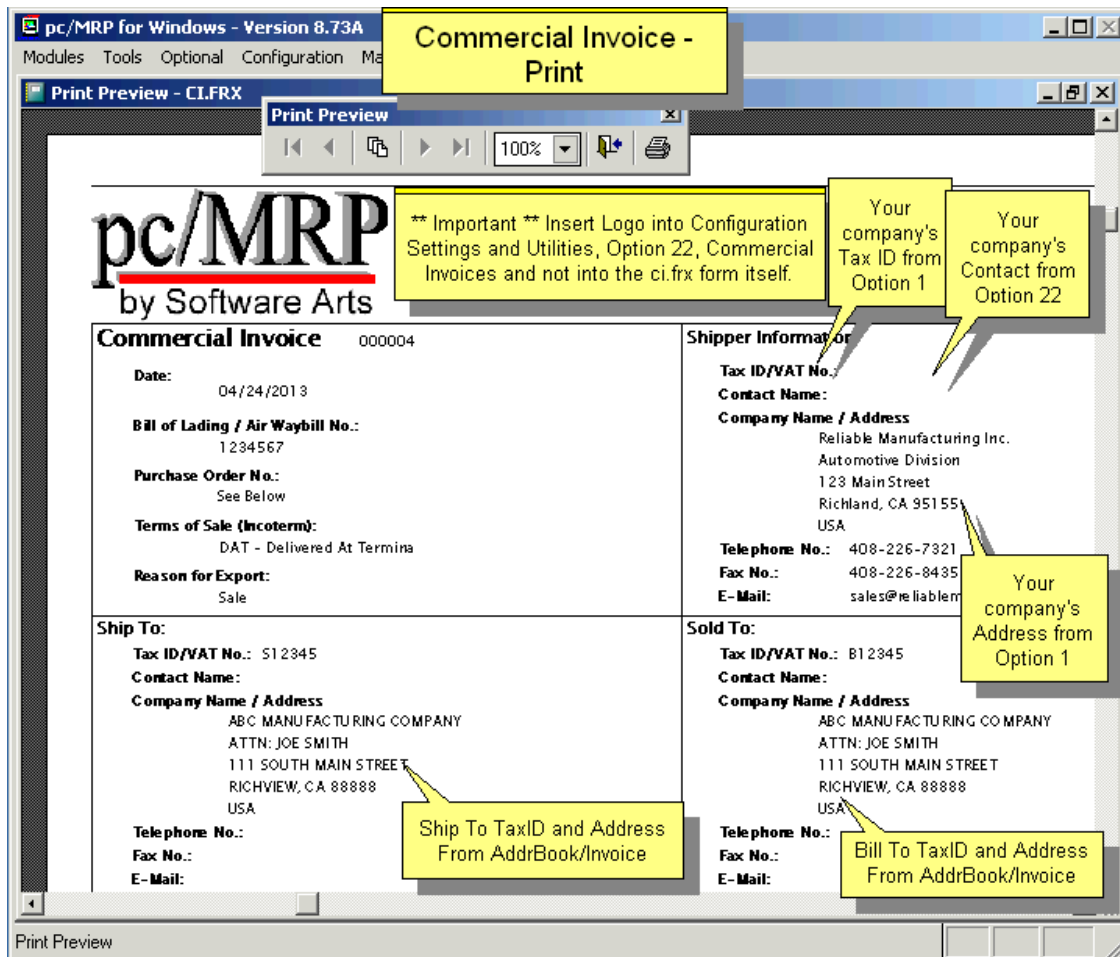 pc/MRP for Windows - Version 8.73A
Commercial Invoice -
Print
Modules Tools Optional Configuration
Print Preview - CI.FRX
Print Preview
100%
pc/MRP
by Software Arts
** Important ** Insert Logo into Configuration
Settings and Utilities, Option 22, Commercial
Invoices and not into the ci.frx form itself.
Your
company's
Tax ID from
Option 1
Your
company's
Contact from
Option 22
Commercial Invoice 000004
Date:
04/24/2013
Bill of Lading / Air Waybill No.:
1234567
Purchase Order No.:
See Below
Terms of Sale (Incoterm):
DAT - Delivered At Termina
Reason for Export:
Sale
Shipper Information
Tax ID/VAT No.:
Contact Name:
Company Name / Address
Reliable Manufacturing Inc.
Automotive Division
123 Main Street
Richland, CA 95155
USA
Telephone No.: 408-226-7321
Fax No.: 408-226-8435
E-Mail: sales@reliablem
Your
company's
Address from
Option 1
Ship To:
Tax ID/VAT No.: S12345
Contact Name:
Company Name / Address
ABC MANUFACTURING COMPANY
ATTN: JOE SMITH
111 SOUTH MAIN STREET
RICHVIEW, CA 88888
USA
Telephone No.:
Fax No.:
E-Mail:
Ship To TaxID and Address
From AddrBook/Invoice
Sold To:
Tax ID/VAT No.: B12345
Contact Name:
Company Name / Address
ABC MANUFACTURING COMPANY
ATTN: JOE SMITH
111 SOUTH MAIN STREET
RICHVIEW, CA 88888
USA
Telephone No.:
Fax No.:
E-Mail:
Bill To TaxID and Address
From AddrBook/Invoice
Print Preview